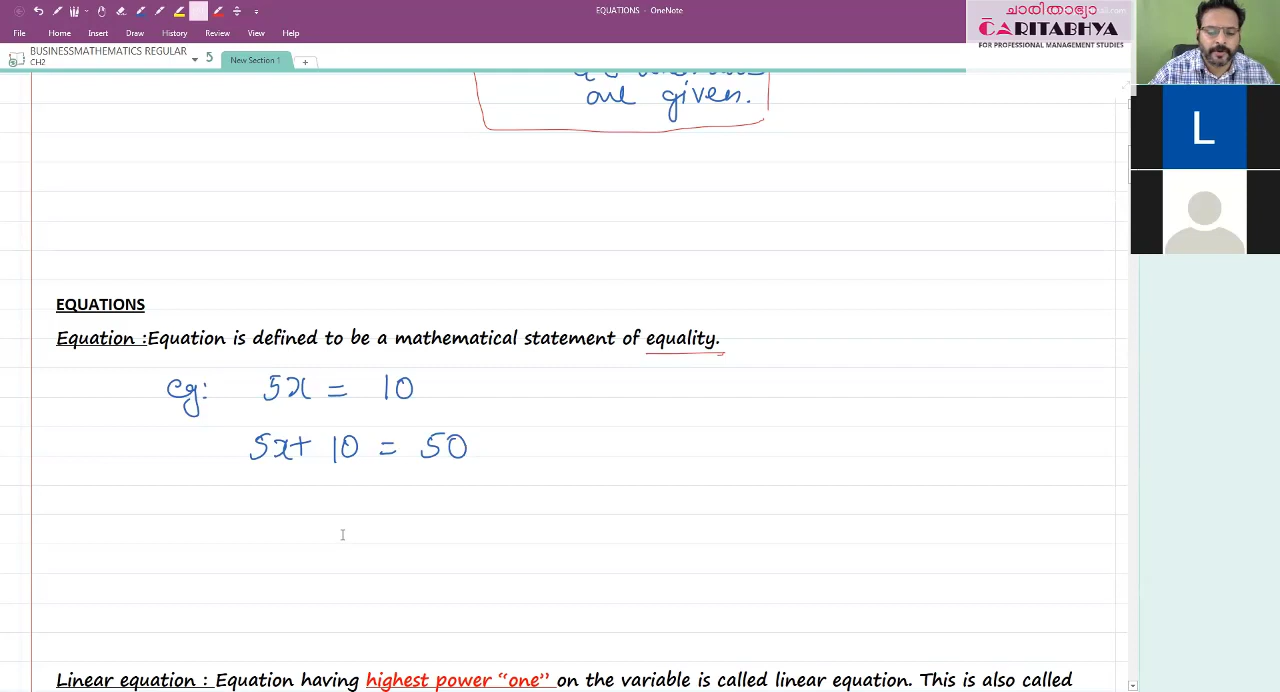 EQUATIONS - OneNote
File Home Insert Draw History Review View Help
ചാരിതാഭ്യാ
CARITABHYA
FOR PROFESSIONAL MANAGEMENT STUDIES
BUSINESSMATHEMATICS REGULAR
CH2
New Section 1
are given.
L
EQUATIONS
Equation :Equation is defined to be a mathematical statement of equality.
eg: 5x = 10
5x+ 10 = 50
Linear equation : Equation having highest power “one” on the variable is called linear equation. This is also called